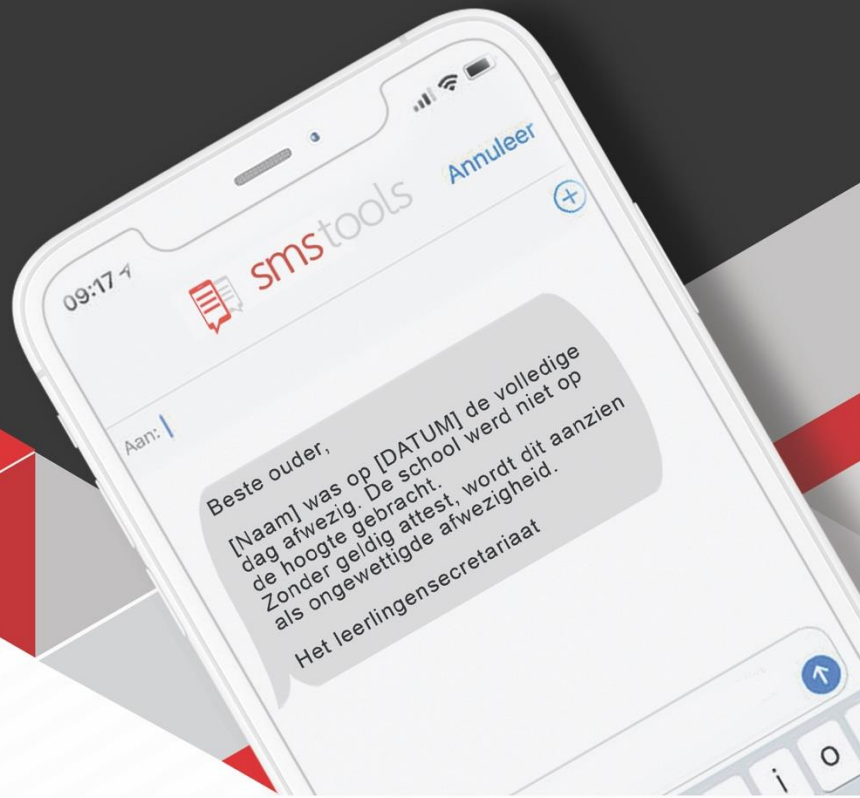 09:17
Annuleer
smstools
Aan:
Beste ouder,
[Naam] was op [DATUM] de volledige
dag afwezig. De school werd niet op
de hoogte gebracht.
Zonder geldig attest, wordt dit aanzien
als ongewettigde afwezigheid.
Het leerlingensecretariaat
i o